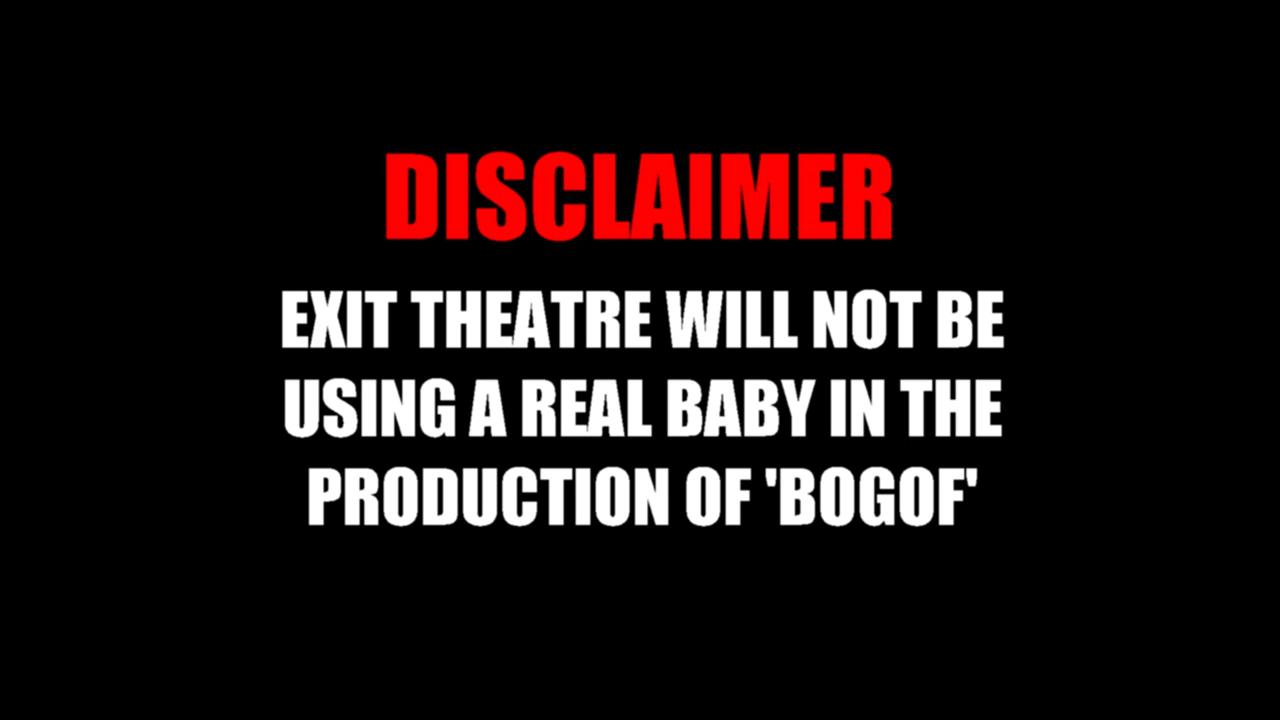 DISCLAIMER
EXIT THEATRE WILL NOT BE
USING A REAL BABY IN THE
PRODUCTION OF 'BOGOF'